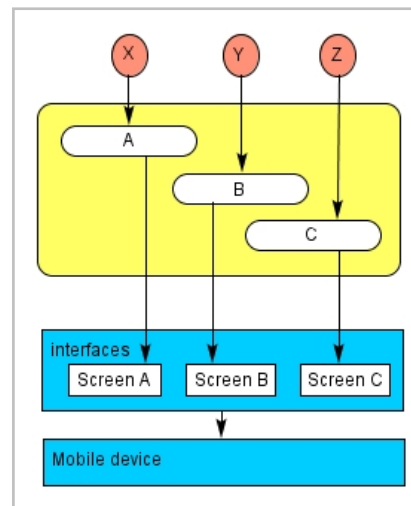 X Y Z
A
B
C
interfaces
Screen A Screen B Screen C
Mobile device